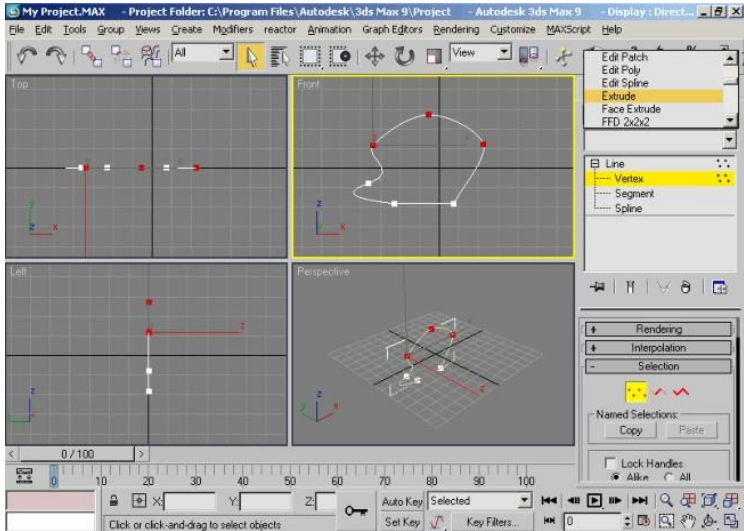 My Project.MAX - Project Folder: C:\Program Files\Autodesk\3ds Max 9\Project - Autodesk 3ds Max 9 - Display : Direct...
File Edit Tools Group Views Create Modifiers reactor Animation Graph Editors Rendering Customize MAXScript Help
All
View
Edit Patch
Edit Poly
Edit Spline
Extrude
Face Extrude
FFD 2x2x2
Top
Front
Line
Vertex
Segment
Spline
Left
Perspective
+ Rendering
+ Interpolation
- Selection
Named Selections:
Copy Paste
Lock Handles
Alike All
< 0 / 100 >
0 10 20 30 40 50 60 70 80 90 100
X: Y: Z: Auto Key Selected
Click or click-and-drag to select objects Set Key Key Filters... 0